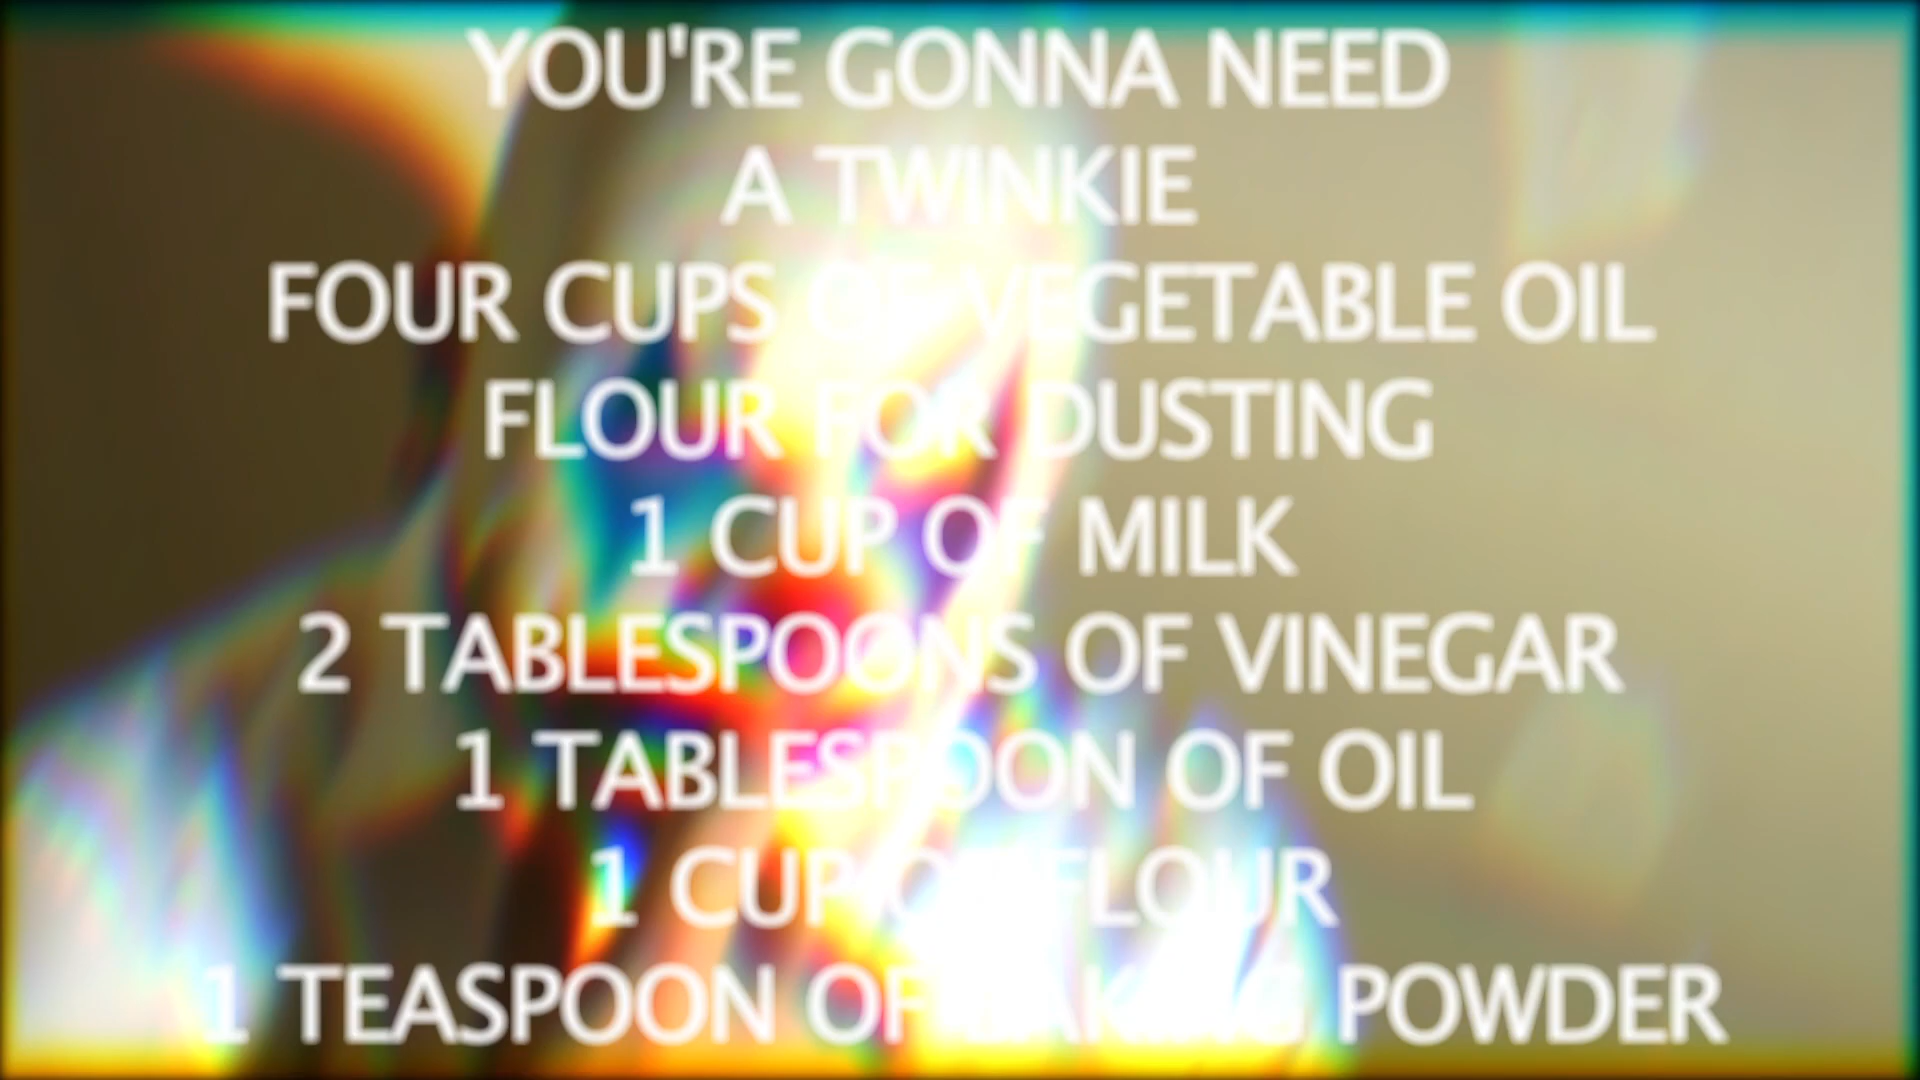 YOU'RE GONNA NEED
A TWINKIE
FOUR CUPS OF VEGETABLE OIL
FLOUR FOR DUSTING
1 CUP OF MILK
2 TABLESPOONS OF VINEGAR
1 TABLESPOON OF OIL
1 CUP OF FLOUR
1 TEASPOON OF BAKING POWDER